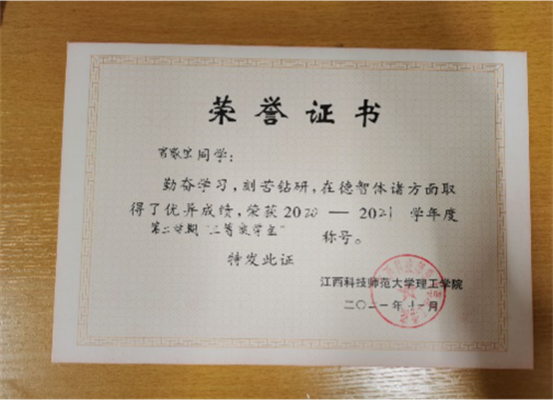 荣誉证书
同学：
勤奋学习，刻苦钻研，在德智体诸方面取
得了优异成绩，荣获2020 — 2021 学年度
第二学期“三等奖学金” 称号。
特发此证
江西科技师范大学理工学院
二〇二一年十一月